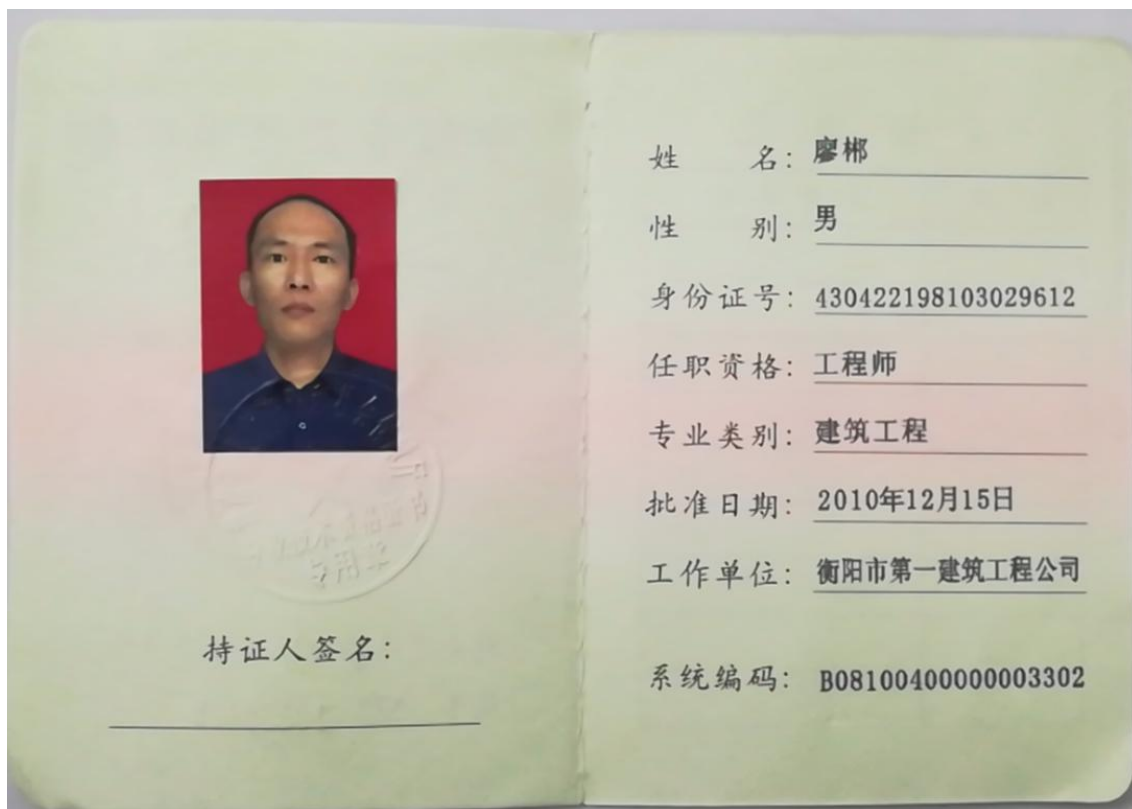 持证人签名：
姓名：廖郴
性别：男
身份证号：430422198103029612
任职资格：工程师
专业类别：建筑工程
批准日期：2010年12月15日
工作单位：衡阳市第一建筑工程公司
系统编码：B08100400000003302